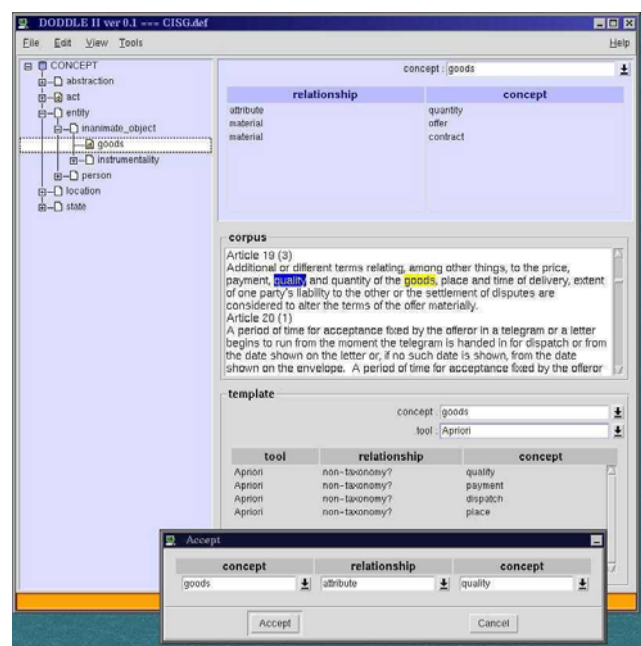 DODDLE II ver 0.1 --- CISG.def
File Edit View Tools Help
CONCEPT
abstraction
act
entity
inanimate_object
goods
instrumentality
person
location
state
concept : goods
relationship concept
attribute quantity
material offer
material contract
corpus
Article 19 (3)
Additional or different terms relating, among other things, to the price,
payment, quality and quantity of the goods, place and time of delivery, extent
of one party's liability to the other or the settlement of disputes are
considered to alter the terms of the offer materially.
Article 20 (1)
A period of time for acceptance fixed by the offeror in a telegram or a letter
begins to run from the moment the telegram is handed in for dispatch or from
the date shown on the letter or, if no such date is shown, from the date
shown on the envelope. A period of time for acceptance fixed by the offeror
template
concept : goods
tool : Apriori
tool relationship concept
Apriori non-taxonomy? quality
Apriori non-taxonomy? payment
Apriori non-taxonomy? dispatch
Apriori non-taxonomy? place
Accept
concept relationship concept
goods attribute quality
Accept Cancel